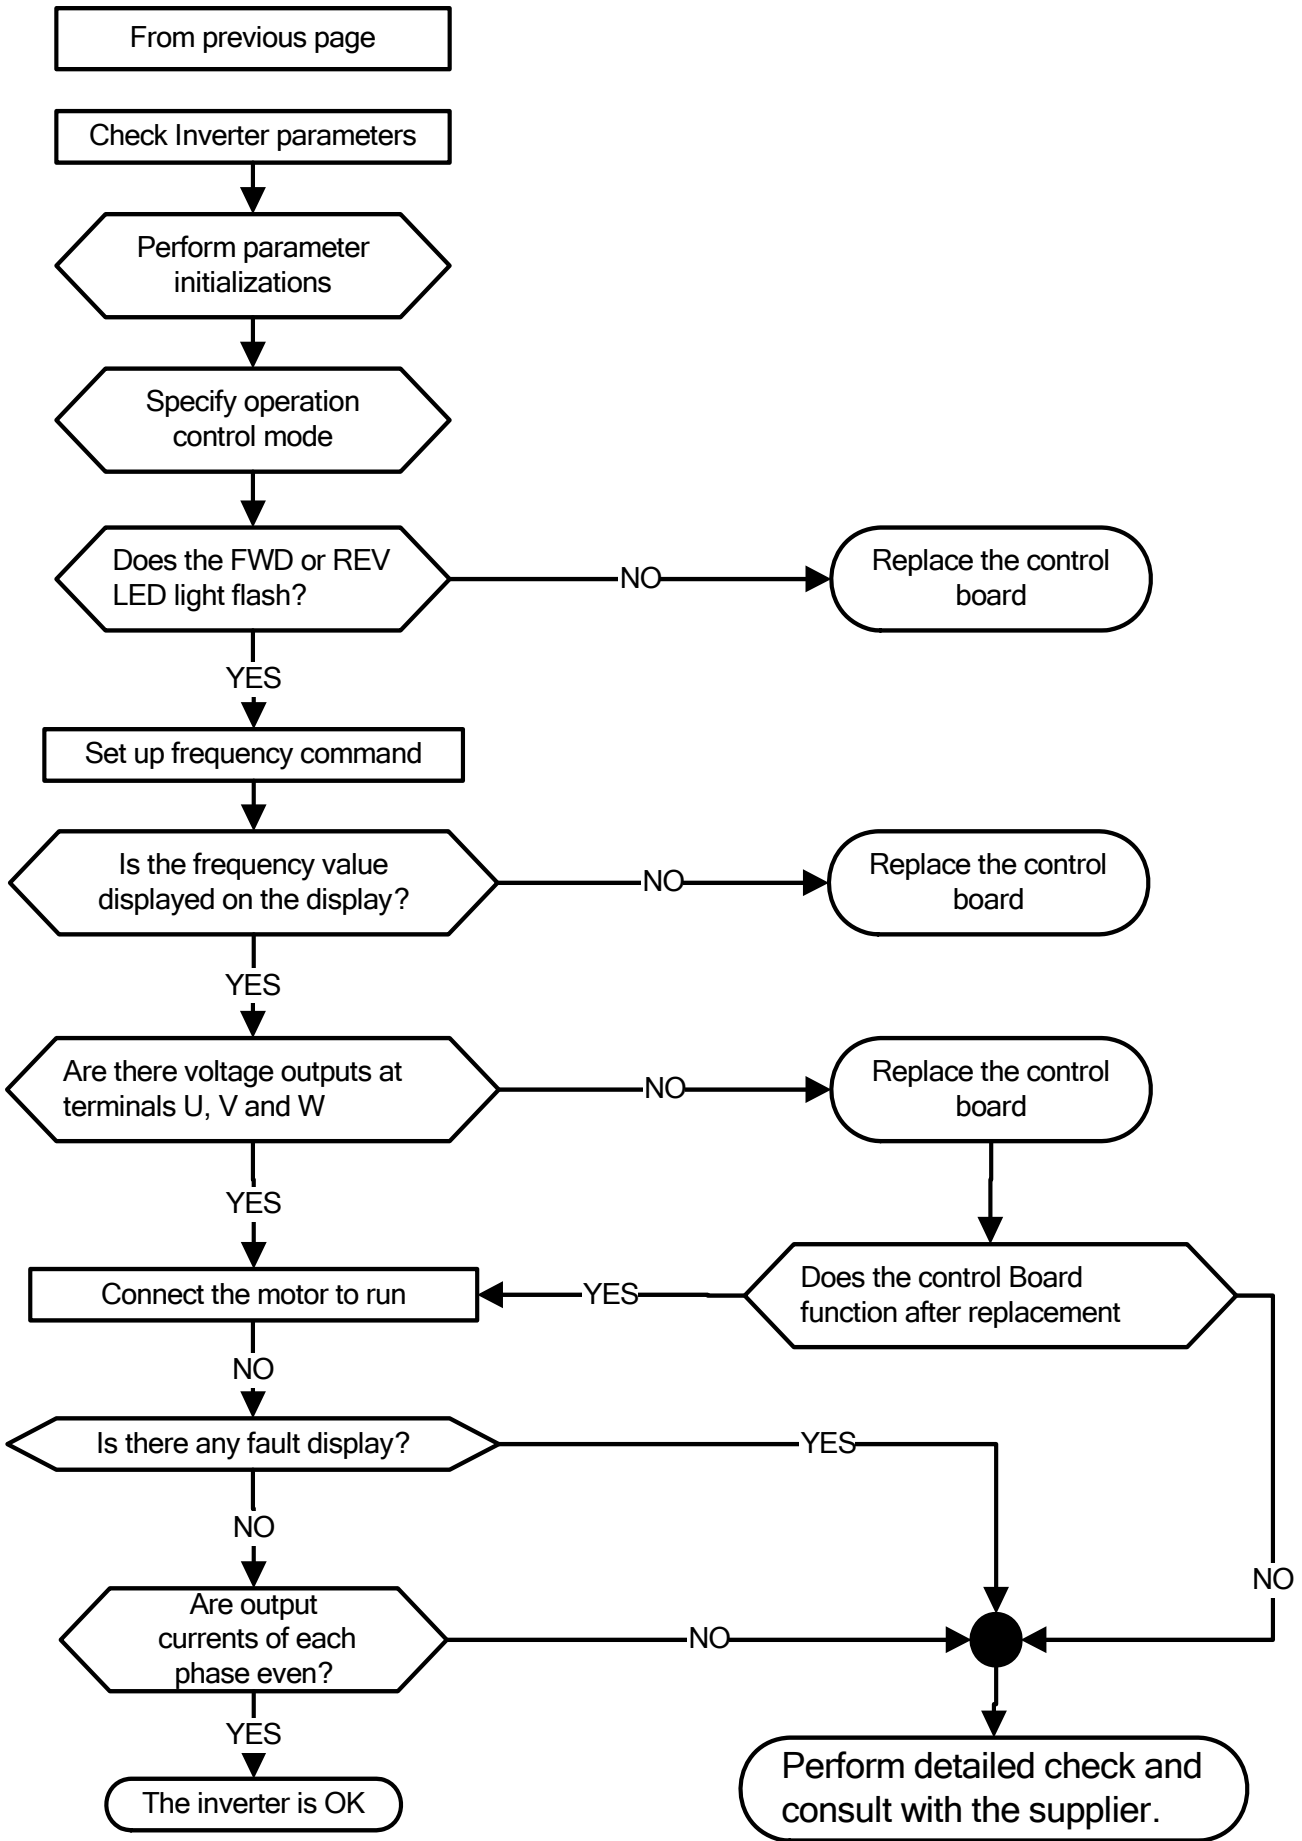 From previous page
Check Inverter parameters
Perform parameter
initializations
Specify operation
control mode
Does the FWD or REV
LED light flash?
NO
Replace the control
board
YES
Set up frequency command
Is the frequency value
displayed on the display?
NO
Replace the control
board
YES
Are there voltage outputs at
terminals U, V and W
NO
Replace the control
board
YES
Connect the motor to run
YES
Does the control Board
function after replacement
NO
Is there any fault display?
YES
NO
NO
Are output
currents of each
phase even?
NO
YES
The inverter is OK
Perform detailed check and
consult with the supplier.